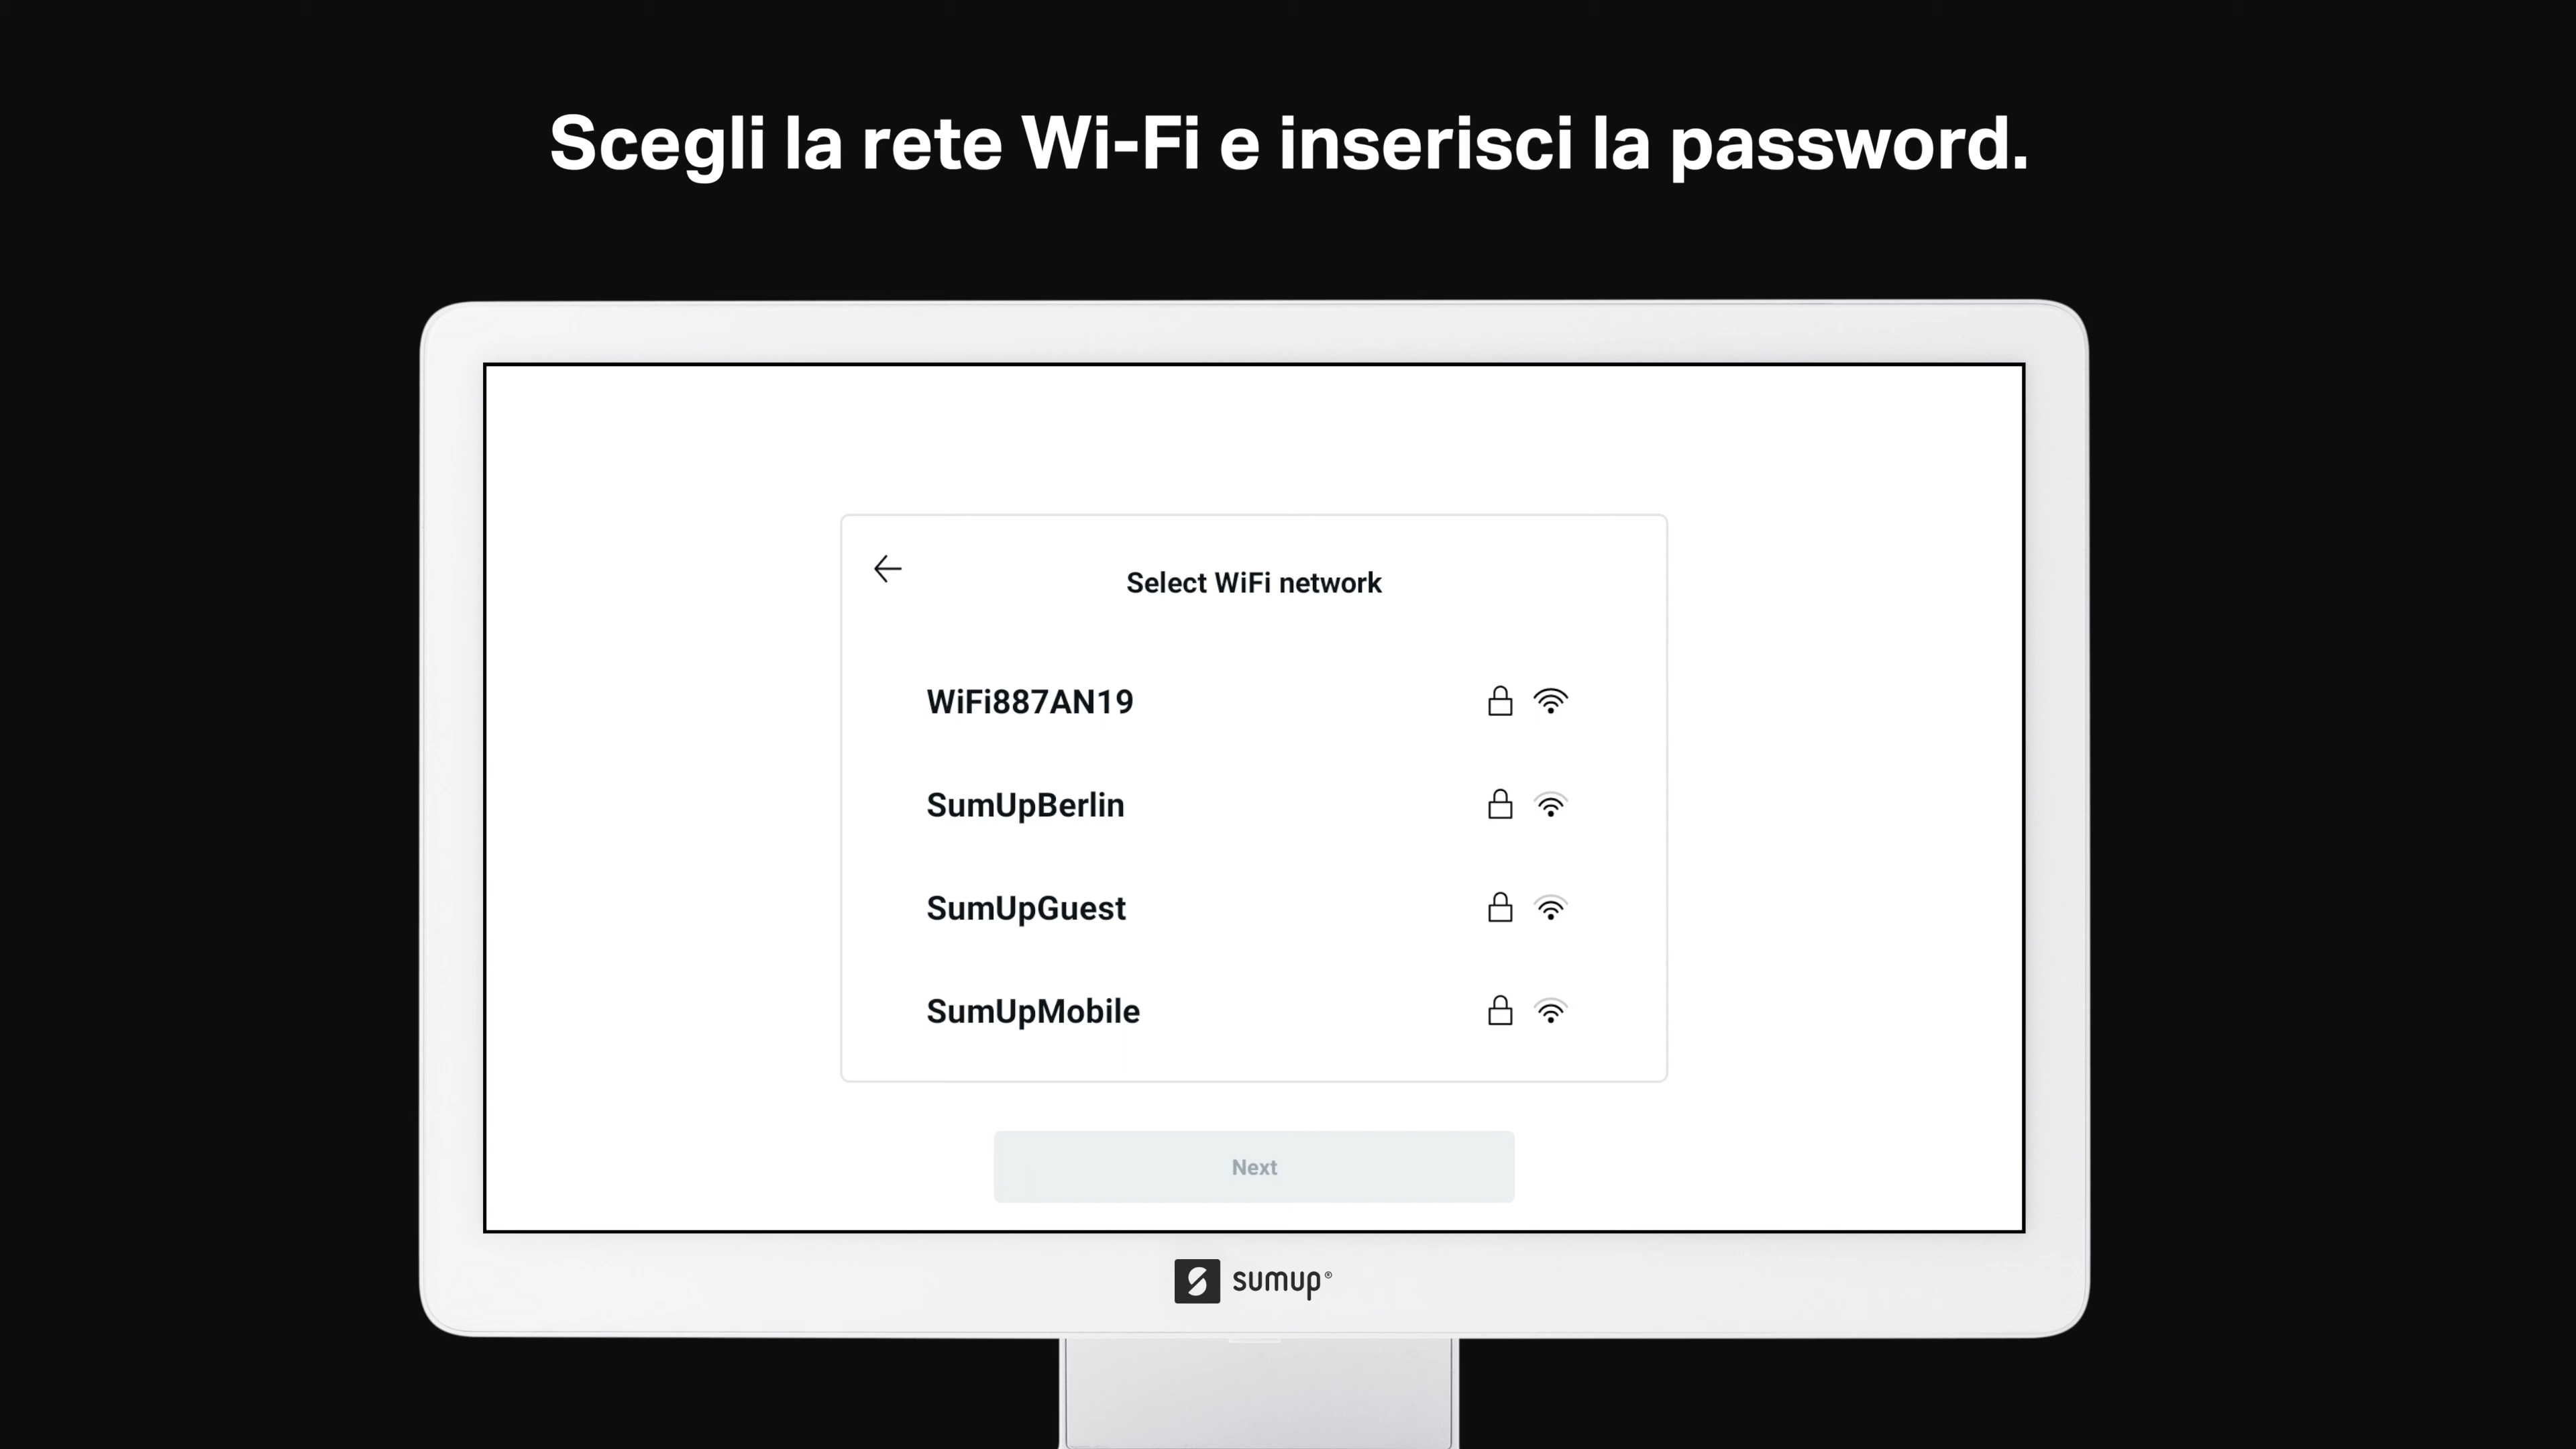 Scegli la rete Wi-Fi e inserisci la password.
Select WiFi network
WiFi887AN19
SumUpBerlin
SumUpGuest
SumUpMobile
Next
sumup®